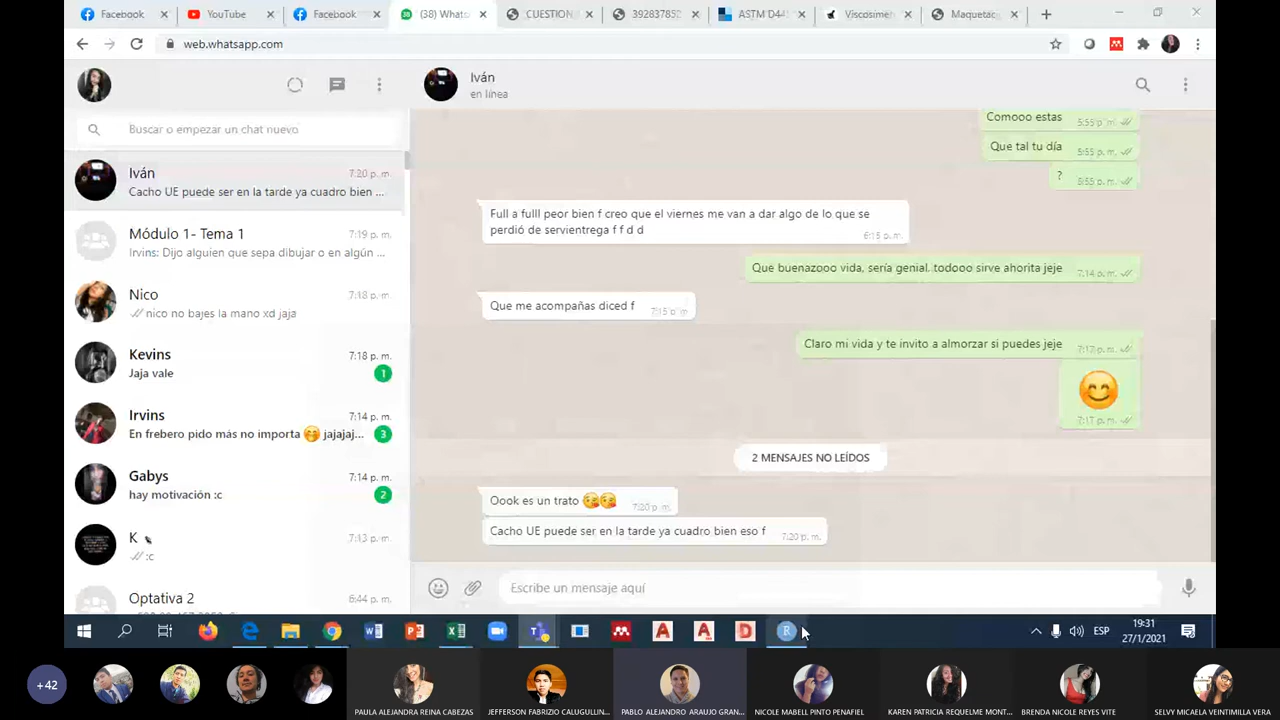 Facebook
YouTube
Facebook
(38) Whats
CUESTION
392837852
ASTM D44
Viscosimet
Maquetac
web.whatsapp.com
Iván
en línea
Buscar o empezar un chat nuevo
Iván
7:20 p. m.
Cacho UE puede ser en la tarde ya cuadro bien ...
Módulo 1- Tema 1
7:19 p. m.
Irvins: Dijo alguien que sepa dibujar o en algún ...
Nico
7:18 p. m.
nico no bajes la mano xd jaja
Kevins
7:18 p. m.
Jaja vale
1
Irvins
7:14 p. m.
En frebero pido más no importa 🤭 jajajaj...
3
Gabys
7:14 p. m.
hay motivación :c
2
K
7:13 p. m.
:c
Optativa 2
6:44 p. m.
Comooo estas
5:55 p. m.
Que tal tu día
5:55 p. m.
?
5:55 p. m.
Full a fulll peor bien f creo que el viernes me van a dar algo de lo que se
perdió de servientrega f f d d
6:15 p. m.
Que buenazooo vida, sería genial. todooo sirve ahorita jeje
7:14 p. m.
Que me acompañas diced f
7:15 p. m.
Claro mi vida y te invito a almorzar si puedes jeje
7:17 p. m.
😊
7:17 p. m.
2 MENSAJES NO LEÍDOS
Oook es un trato 😘😘
7:20 p. m.
Cacho UE puede ser en la tarde ya cuadro bien eso f
Escribe un mensaje aquí
ESP
19:31
27/1/2021
+42
PAULA ALEJANDRA REINA CABEZAS
JEFFERSON FABRIZIO CALUGULLIN...
PABLO ALEJANDRO ARAUJO GRAN...
NICOLE MABELL PINTO PENAFIEL
KAREN PATRICIA REQUELME MONT...
BRENDA NICOLE REYES VITE
SELVY MICAELA VEINTIMILLA VERA